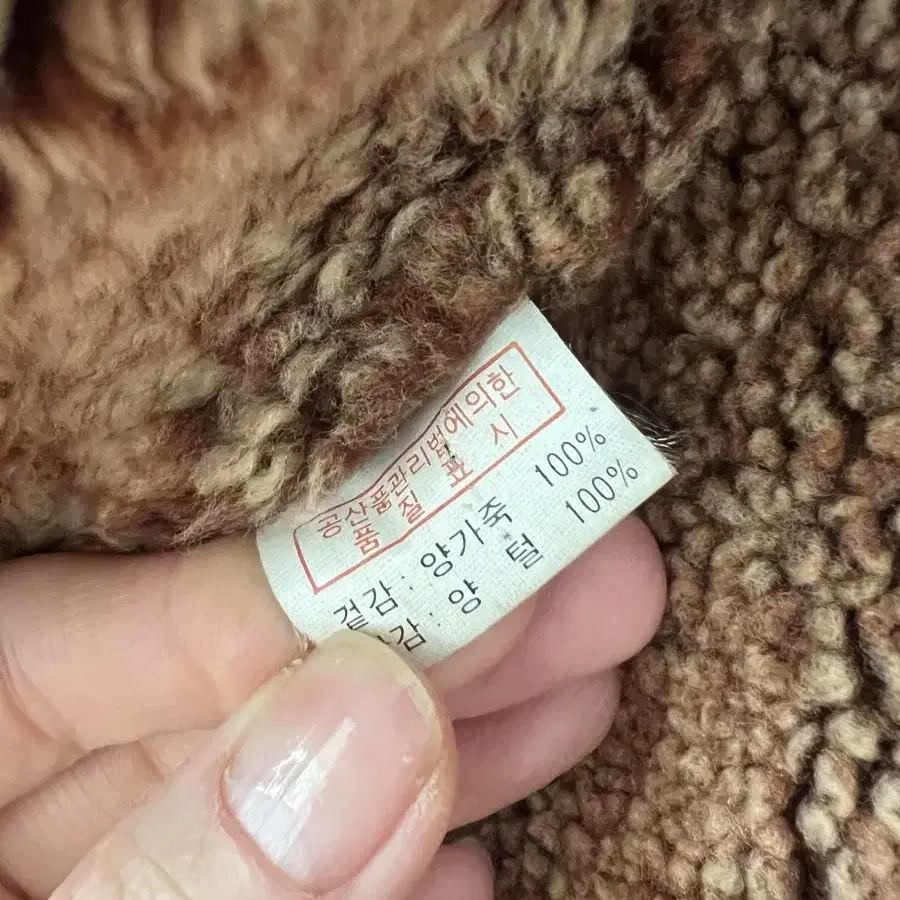 공산품관리법에의한
품 질 표 시
겉감 : 양가죽 100%
감 : 양 털 100%